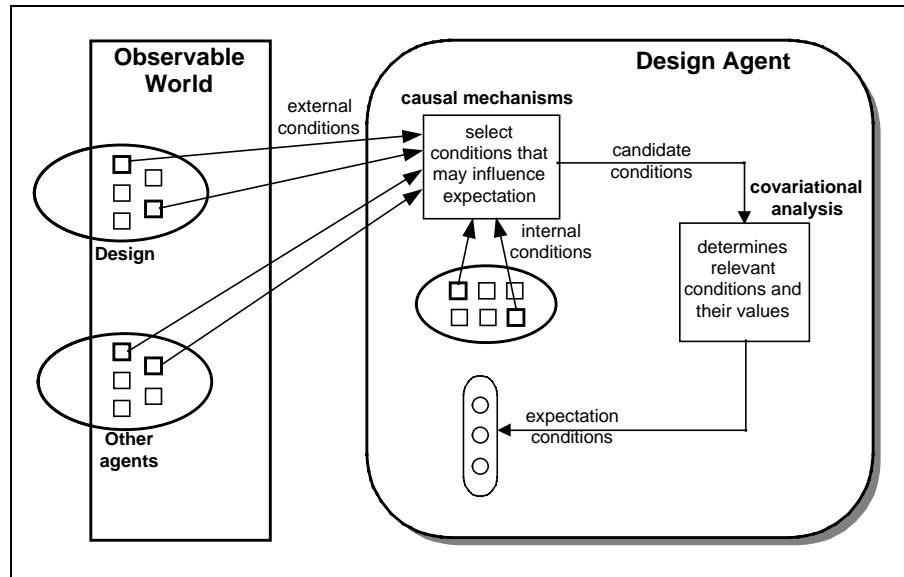 Observable
World
Design Agent
external
conditions
causal mechanisms
select
conditions that
may influence
expectation
candidate
conditions
covariational
analysis
Design
internal
conditions
determines
relevant
conditions and
their values
expectation
conditions
Other
agents